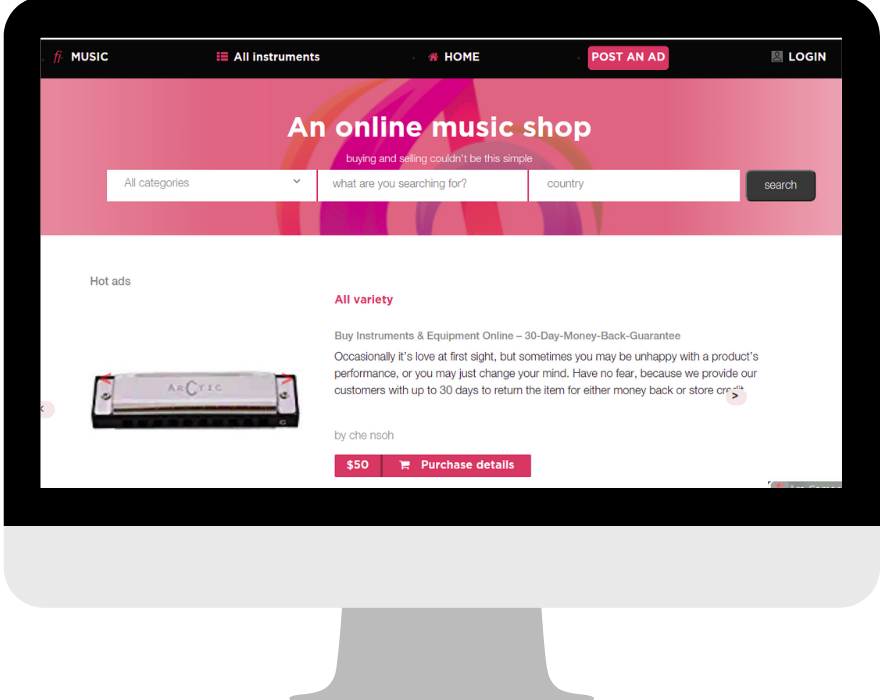 fi MUSIC
All instruments
HOME
POST AN AD
LOGIN
An online music shop
buying and selling couldn't be this simple
All categories
what are you searching for?
country
search
Hot ads
All variety
Buy Instruments & Equipment Online – 30-Day-Money-Back-Guarantee
Occasionally it's love at first sight, but sometimes you may be unhappy with a product's
performance, or you may just change your mind. Have no fear, because we provide our
customers with up to 30 days to return the item for either money back or store credit
ARCTIC
G
>
by che nsoh
$50
Purchase details